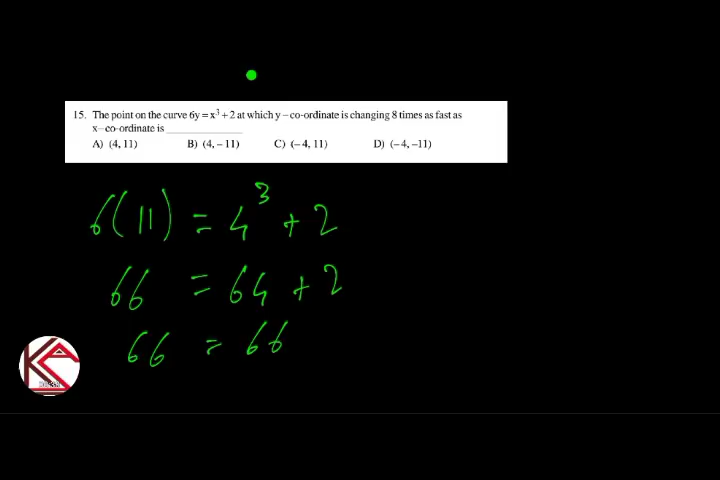 15. The point on the curve 6y = x³ + 2 at which y – co-ordinate is changing 8 times as fast as
x–co-ordinate is ______________
A) (4, 11) B) (4, – 11) C) (– 4, 11) D) (– 4, –11)
6(11) = 4³ + 2
66 = 64 + 2
66 = 66